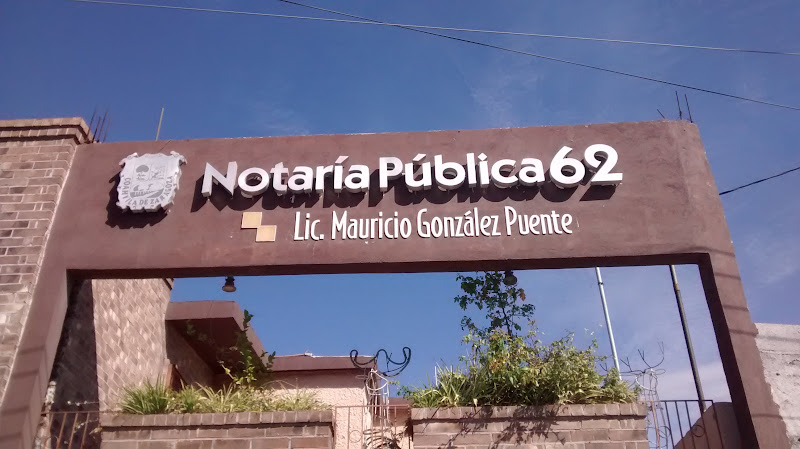 Notaría Pública 62
Lic. Mauricio González Puente